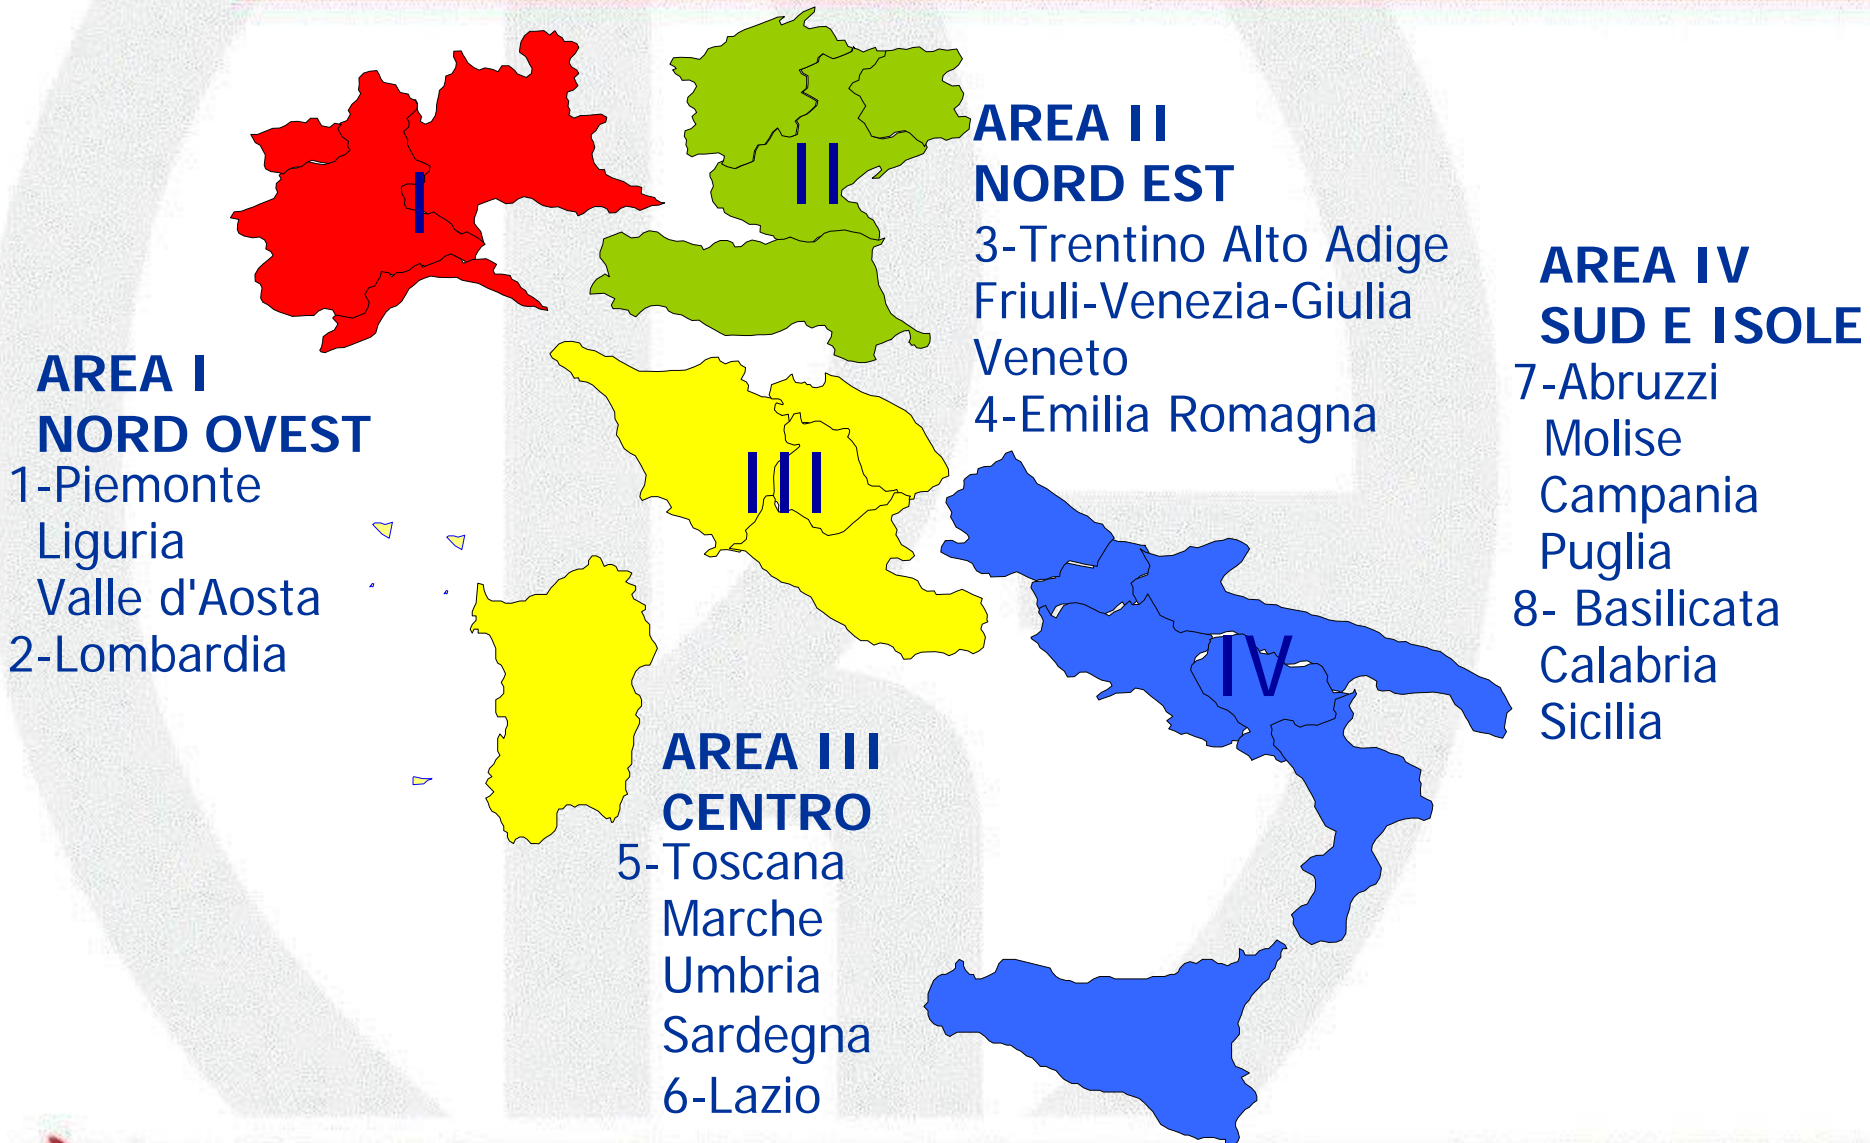 I
II
III
IV
AREA I
NORD OVEST
1-Piemonte
Liguria
Valle d'Aosta
2-Lombardia
AREA II
NORD EST
3-Trentino Alto Adige
Friuli-Venezia-Giulia
Veneto
4-Emilia Romagna
AREA III
CENTRO
5-Toscana
Marche
Umbria
Sardegna
6-Lazio
AREA IV
SUD E ISOLE
7-Abruzzi
Molise
Campania
Puglia
8- Basilicata
Calabria
Sicilia